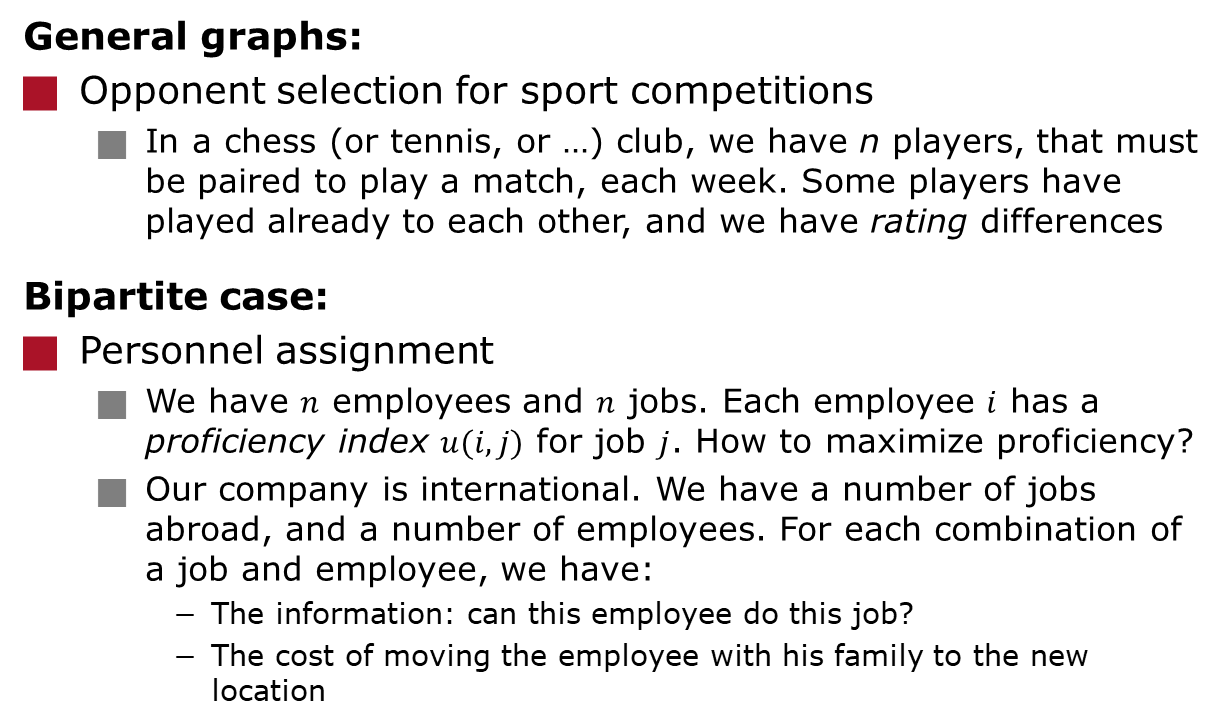 General graphs:
Opponent selection for sport competitions
In a chess (or tennis, or …) club, we have n players, that must
be paired to play a match, each week. Some players have
played already to each other, and we have rating differences
Bipartite case:
Personnel assignment
We have n employees and n jobs. Each employee i has a
proficiency index u(i,j) for job j. How to maximize proficiency?
Our company is international. We have a number of jobs
abroad, and a number of employees. For each combination of
a job and employee, we have:
– The information: can this employee do this job?
– The cost of moving the employee with his family to the new
location